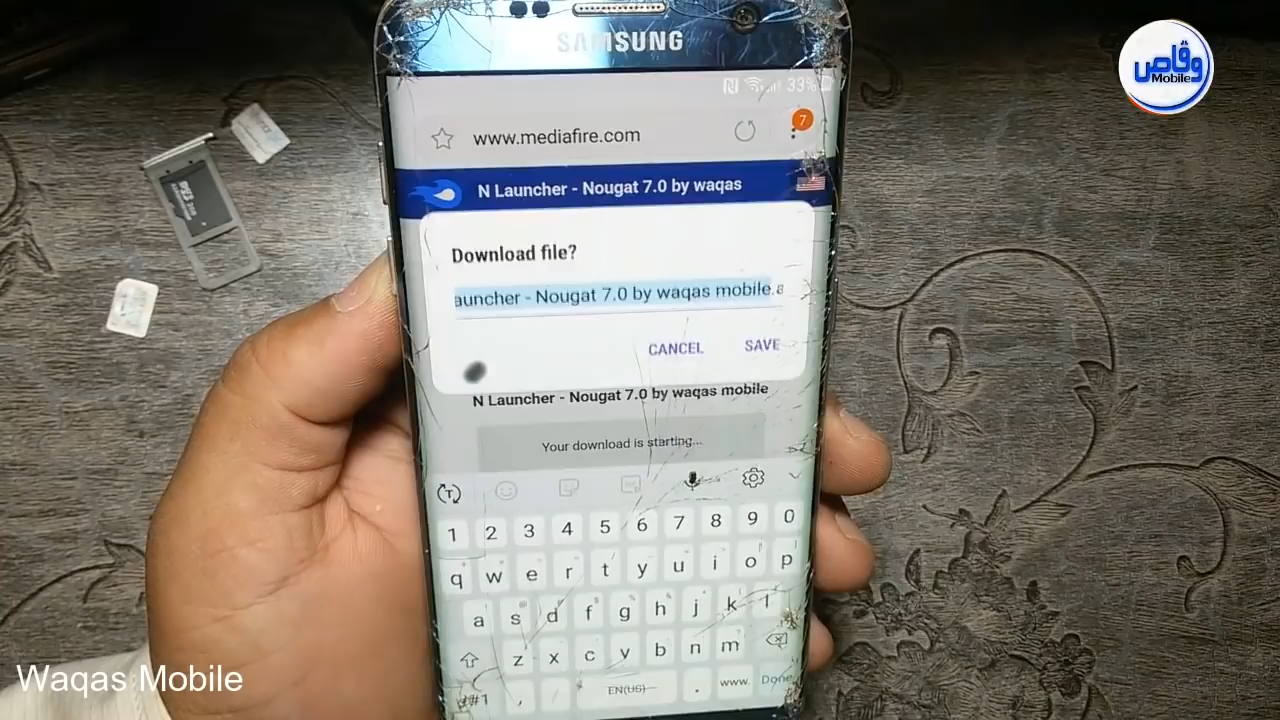 SAMSUNG
33%
www.mediafire.com
7
N Launcher - Nougat 7.0 by waqas
Download file?
auncher - Nougat 7.0 by waqas mobile.a
CANCEL SAVE
N Launcher - Nougat 7.0 by waqas mobile
Your download is starting...
T
1 2 3 4 5 6 7 8 9 0
q w e r t y u i o p
a s d f g h j k l
z x c v b n m
!#1 , EN(US) . www. Done
وقاص
Mobile
Waqas Mobile